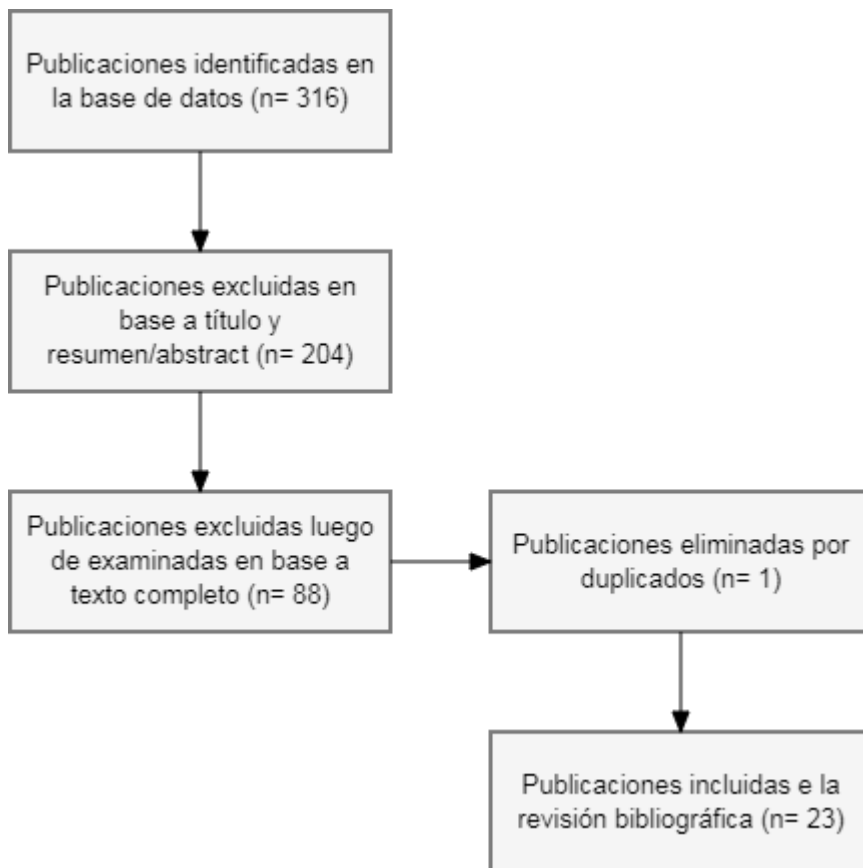 Publicaciones identificadas en
la base de datos (n= 316)
Publicaciones excluidas en
base a título y
resumen/abstract (n= 204)
Publicaciones excluidas luego
de examinadas en base a
texto completo (n= 88)
Publicaciones eliminadas por
duplicados (n= 1)
Publicaciones incluidas e la
revisión bibliográfica (n= 23)